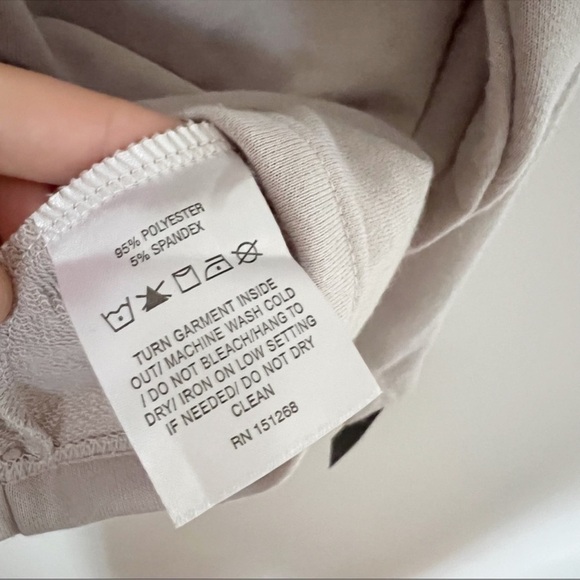 95% POLYESTER
5% SPANDEX
TURN GARMENT INSIDE
OUT/ MACHINE WASH COLD
/ DO NOT BLEACH/HANG TO
DRY/ IRON ON LOW SETTING
IF NEEDED/ DO NOT DRY
CLEAN
RN 151268